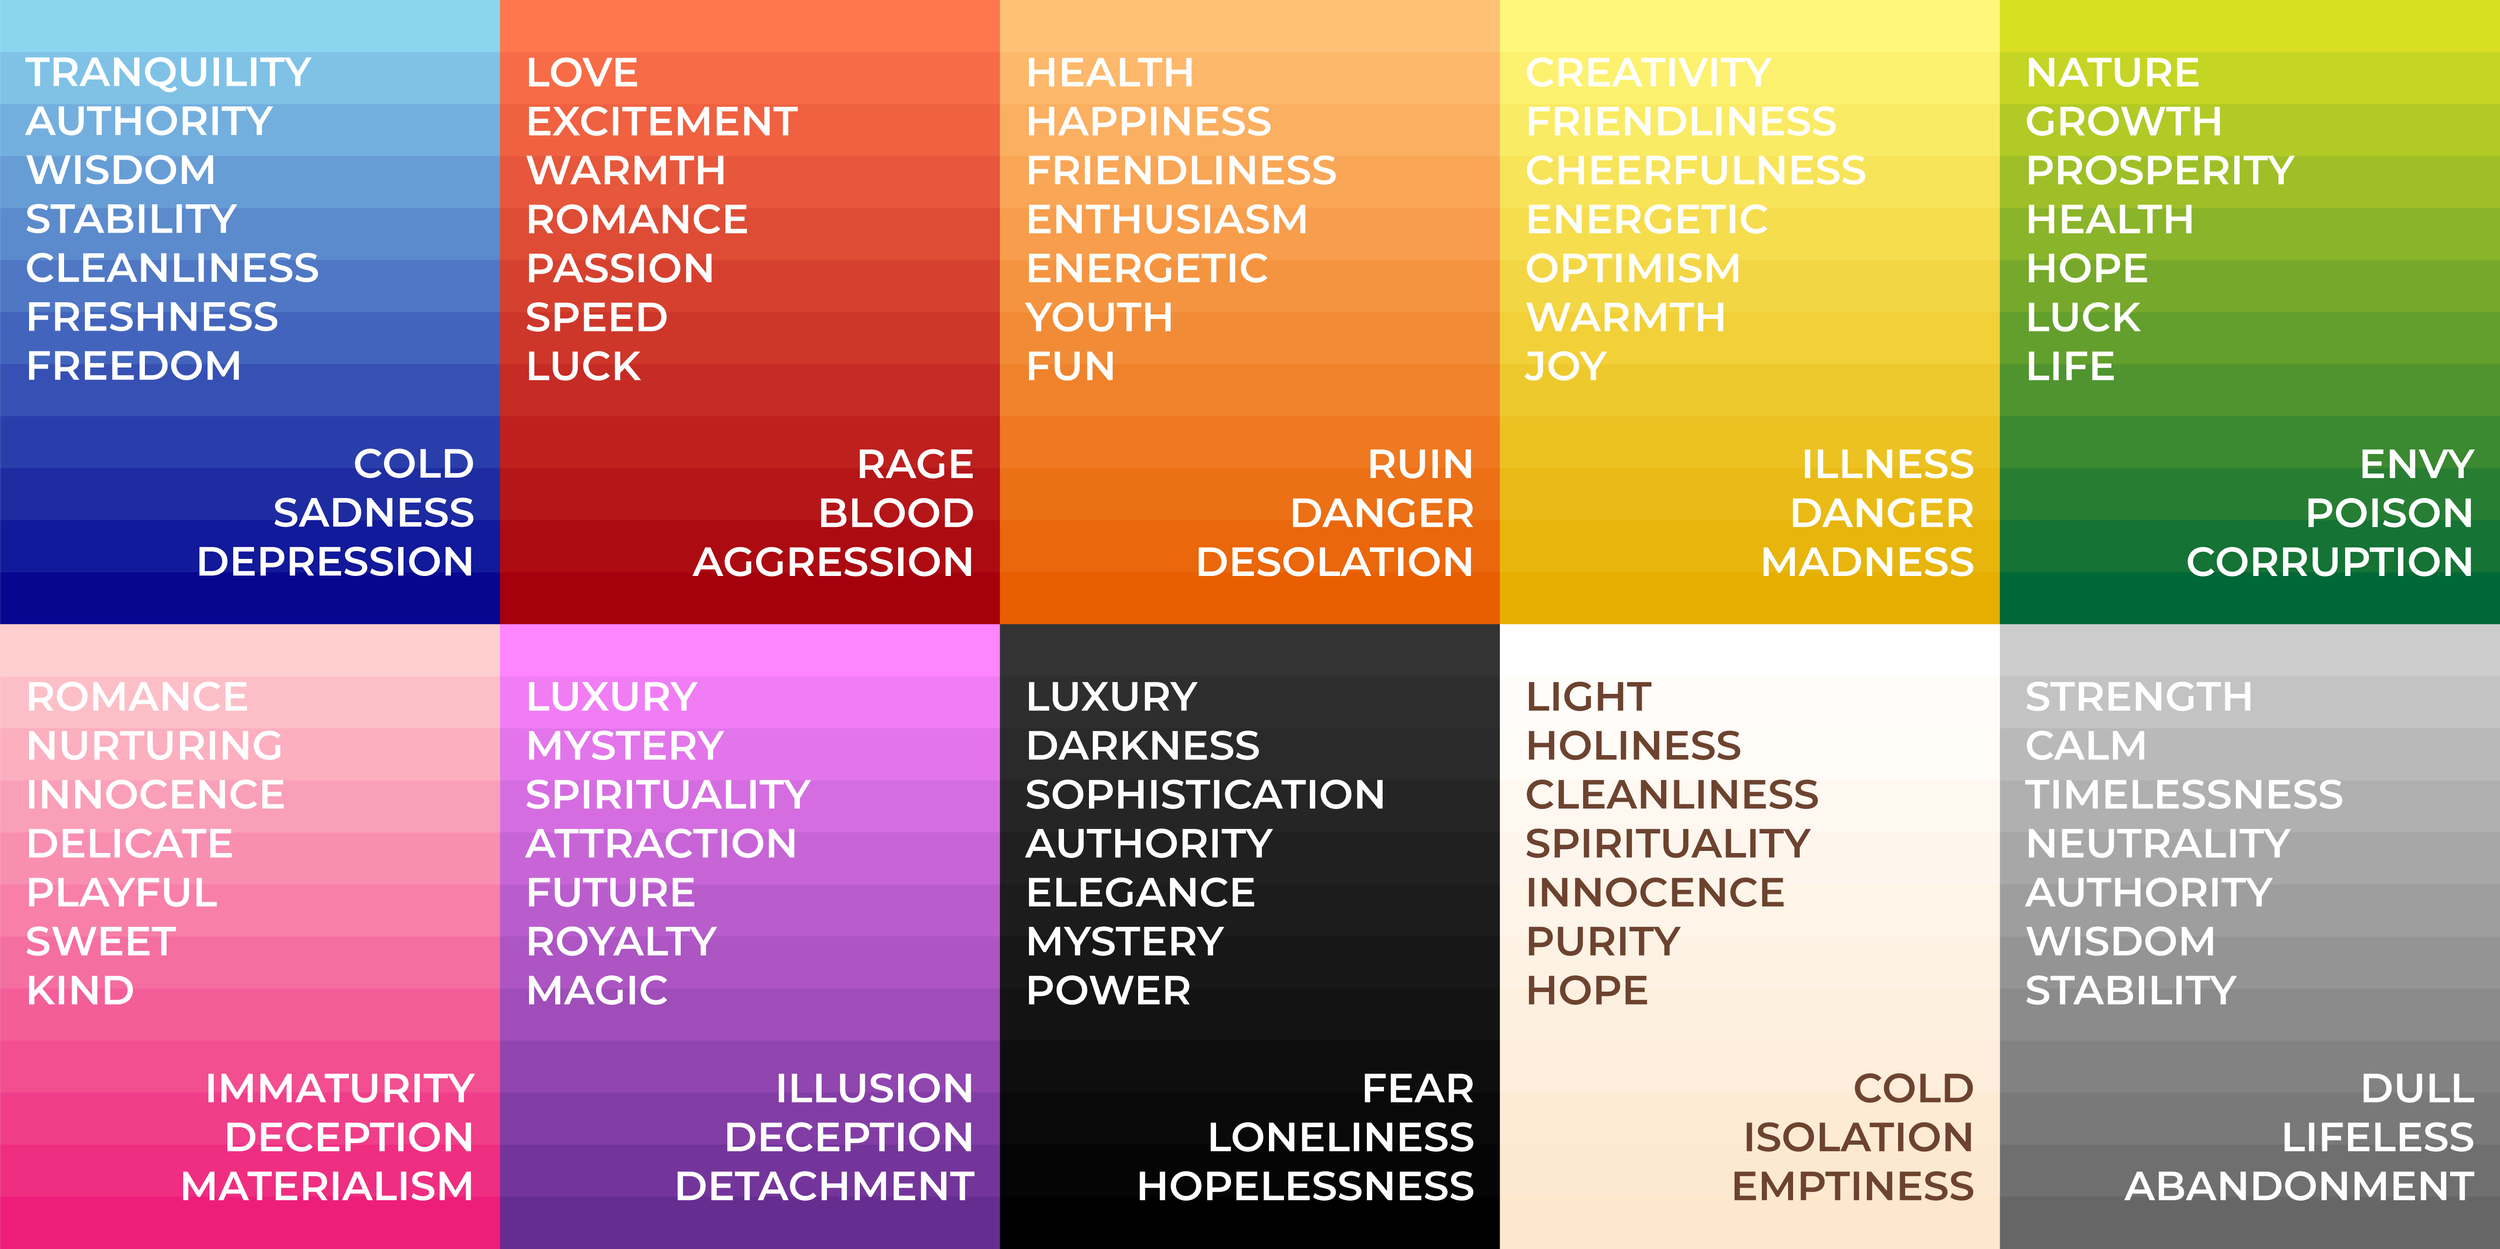 TRANQUILITY
AUTHORITY
WISDOM
STABILITY
CLEANLINESS
FRESHNESS
FREEDOM
COLD
SADNESS
DEPRESSION
LOVE
EXCITEMENT
WARMTH
ROMANCE
PASSION
SPEED
LUCK
RAGE
BLOOD
AGGRESSION
HEALTH
HAPPINESS
FRIENDLINESS
ENTHUSIASM
ENERGETIC
YOUTH
FUN
RUIN
DANGER
DESOLATION
CREATIVITY
FRIENDLINESS
CHEERFULNESS
ENERGETIC
OPTIMISM
WARMTH
JOY
ILLNESS
DANGER
MADNESS
NATURE
GROWTH
PROSPERITY
HEALTH
HOPE
LUCK
LIFE
ENVY
POISON
CORRUPTION
ROMANCE
NURTURING
INNOCENCE
DELICATE
PLAYFUL
SWEET
KIND
IMMATURITY
DECEPTION
MATERIALISM
LUXURY
MYSTERY
SPIRITUALITY
ATTRACTION
FUTURE
ROYALTY
MAGIC
ILLUSION
DECEPTION
DETACHMENT
LUXURY
DARKNESS
SOPHISTICATION
AUTHORITY
ELEGANCE
MYSTERY
POWER
FEAR
LONELINESS
HOPELESSNESS
LIGHT
HOLINESS
CLEANLINESS
SPIRITUALITY
INNOCENCE
PURITY
HOPE
COLD
ISOLATION
EMPTINESS
STRENGTH
CALM
TIMELESSNESS
NEUTRALITY
AUTHORITY
WISDOM
STABILITY
DULL
LIFELESS
ABANDONMENT